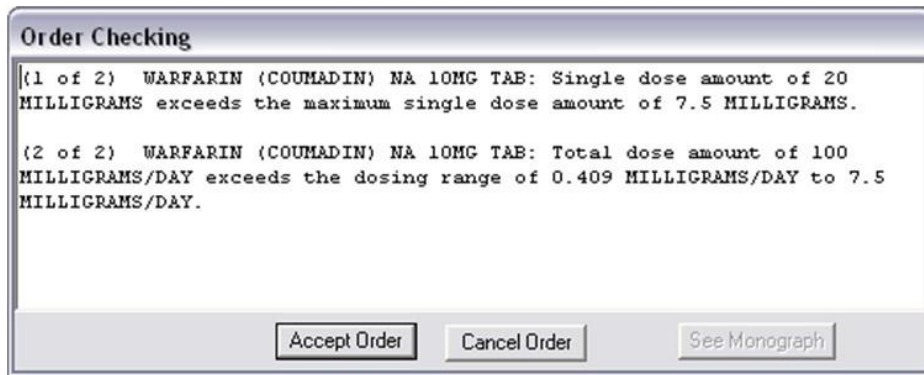 Order Checking
(1 of 2)  WARFARIN (COUMADIN) NA 10MG TAB: Single dose amount of 20
MILLIGRAMS exceeds the maximum single dose amount of 7.5 MILLIGRAMS.
(2 of 2)  WARFARIN (COUMADIN) NA 10MG TAB: Total dose amount of 100
MILLIGRAMS/DAY exceeds the dosing range of 0.409 MILLIGRAMS/DAY to 7.5
MILLIGRAMS/DAY.
Accept Order
Cancel Order
See Monograph